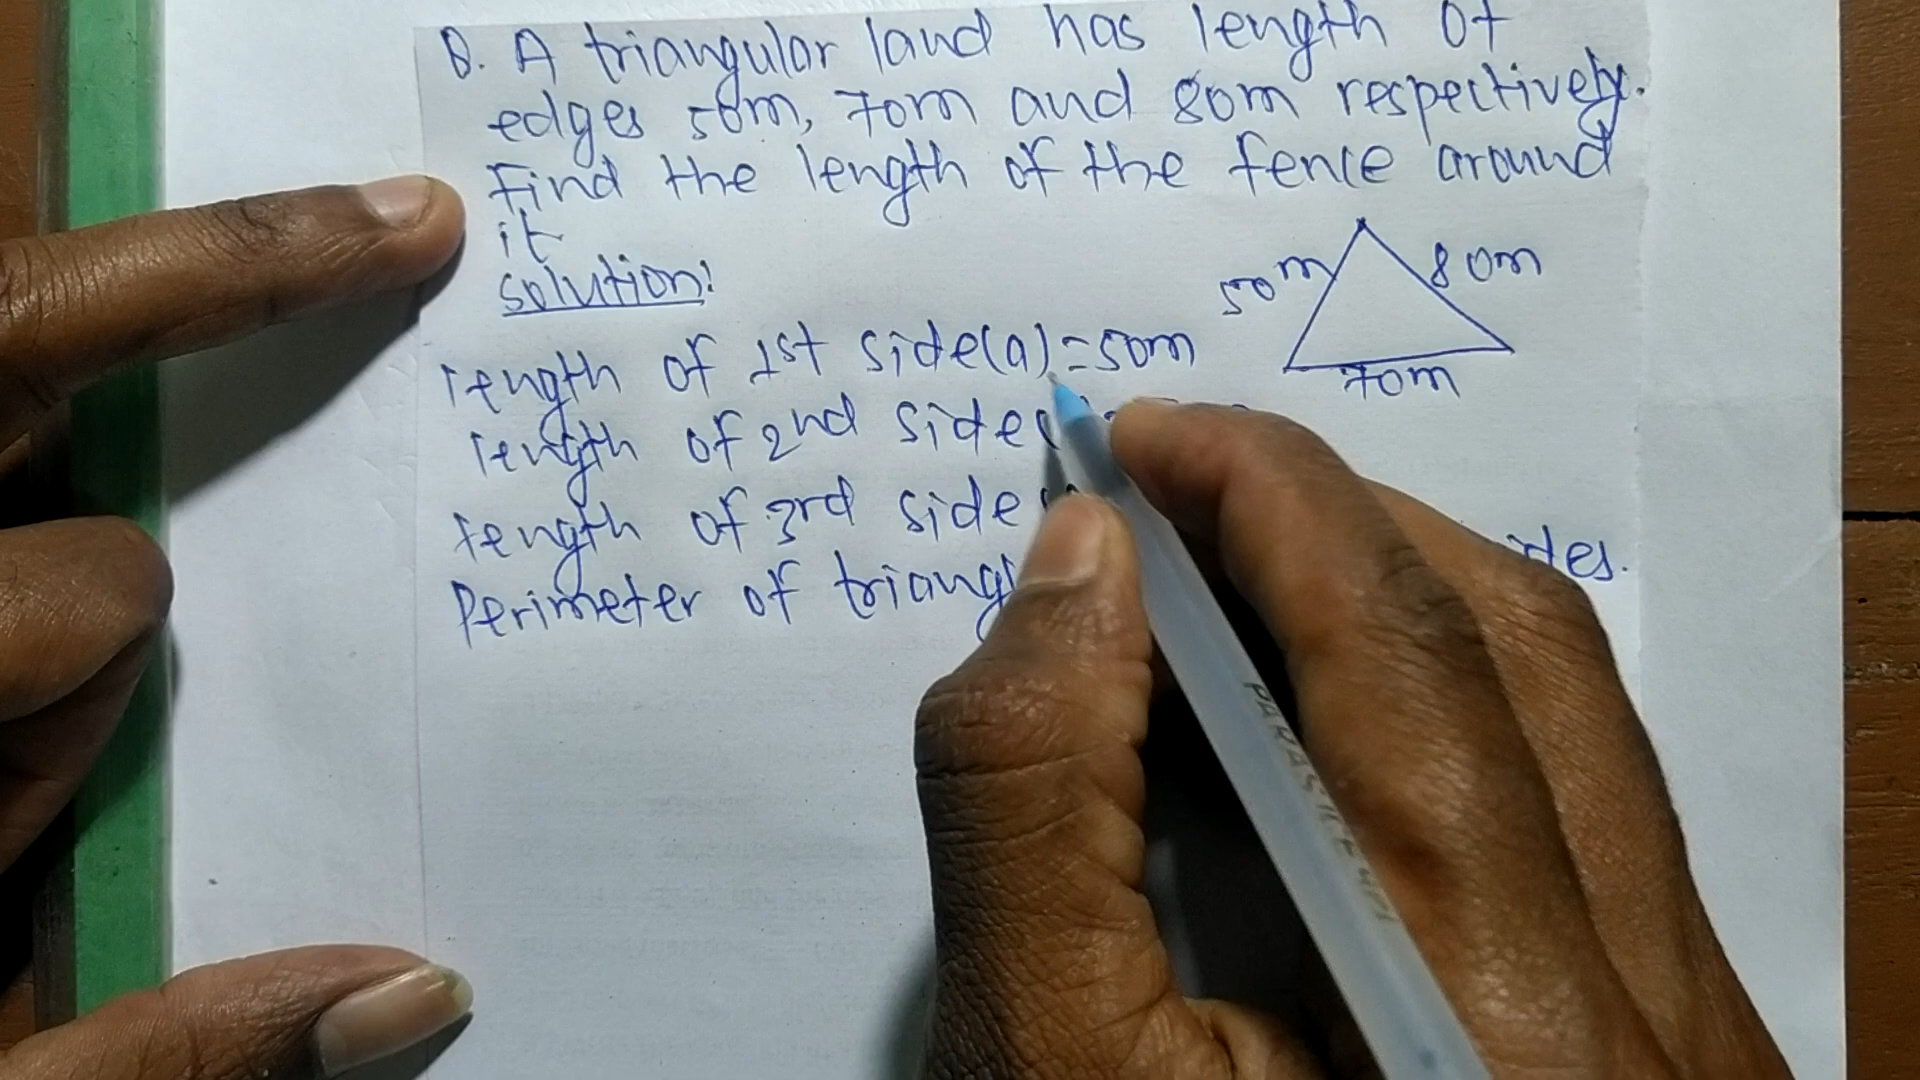 Q. A triangular land has length of
edges 50m, 70m and 80m respectively.
Find the length of the fence around
it
solution:
50m
80m
70m
length of 1st side(a)=50m
length of 2nd side(
length of 3rd side
Perimeter of